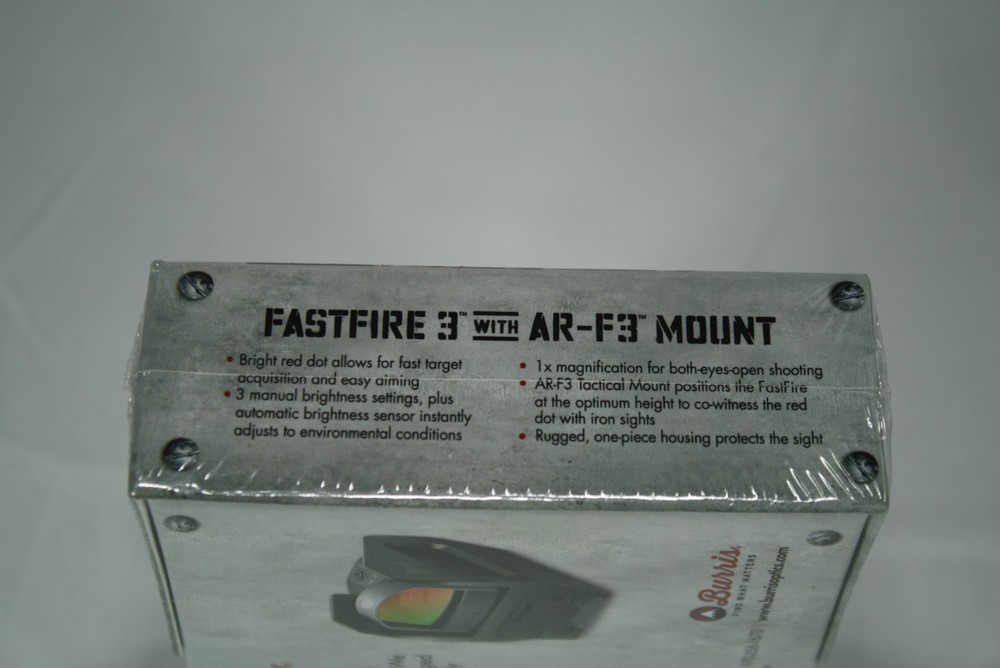 FASTFIRE 3™ WITH AR-F3™ MOUNT
• Bright red dot allows for fast target
acquisition and easy aiming
• 3 manual brightness settings, plus
automatic brightness sensor instantly
adjusts to environmental conditions
• 1x magnification for both-eyes-open shooting
• AR-F3 Tactical Mount positions the FastFire
at the optimum height to co-witness the red
dot with iron sights
• Rugged, one-piece housing protects the sight
Burris
FIND WHAT MATTERS
www.burrisoptics.com